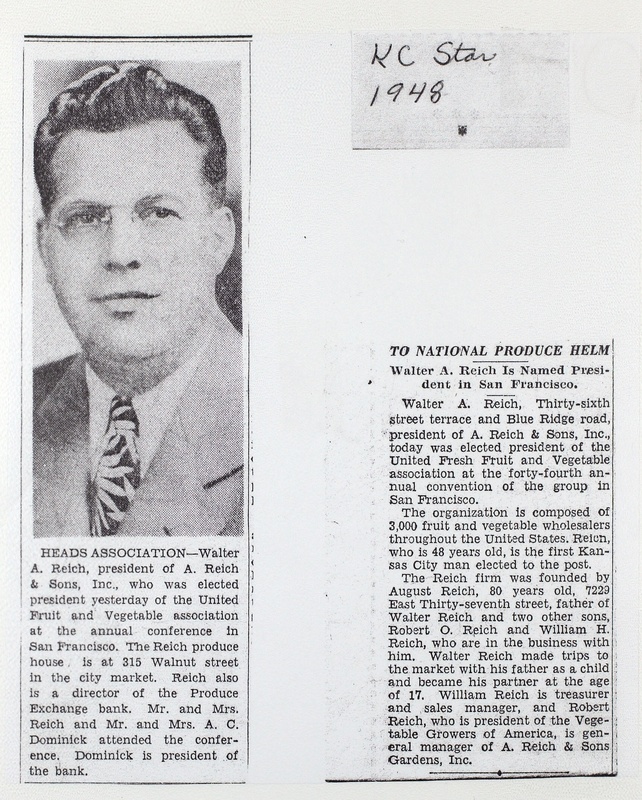 KC Star
1948
HEADS ASSOCIATION—Walter
A. Reich, president of A. Reich
& Sons, Inc., who was elected
president yesterday of the United
Fruit and Vegetable association
at the annual conference in
San Francisco. The Reich produce
house is at 315 Walnut street
in the city market. Reich also
is a director of the Produce
Exchange bank. Mr. and Mrs.
Reich and Mr. and Mrs. A. C.
Dominick attended the confer-
ence. Dominick is president of
the bank.
TO NATIONAL PRODUCE HELM
Walter A. Reich Is Named Presi-
dent in San Francisco.
Walter A. Reich, Thirty-sixth
street terrace and Blue Ridge road,
president of A. Reich & Sons, Inc.,
today was elected president of the
United Fresh Fruit and Vegetable
association at the forty-fourth an-
nual convention of the group in
San Francisco.
The organization is composed of
3,000 fruit and vegetable wholesalers
throughout the United States. Reich,
who is 48 years old, is the first Kan-
sas City man elected to the post.
The Reich firm was founded by
August Reich, 80 years old, 7229
East Thirty-seventh street, father of
Walter Reich and two other sons,
Robert O. Reich and William H.
Reich, who are in the business with
him. Walter Reich made trips to
the market with his father as a child
and became his partner at the age
of 17. William Reich is treasurer
and sales manager, and Robert
Reich, who is president of the Vege-
table Growers of America, is gen-
eral manager of A. Reich & Sons
Gardens, Inc.